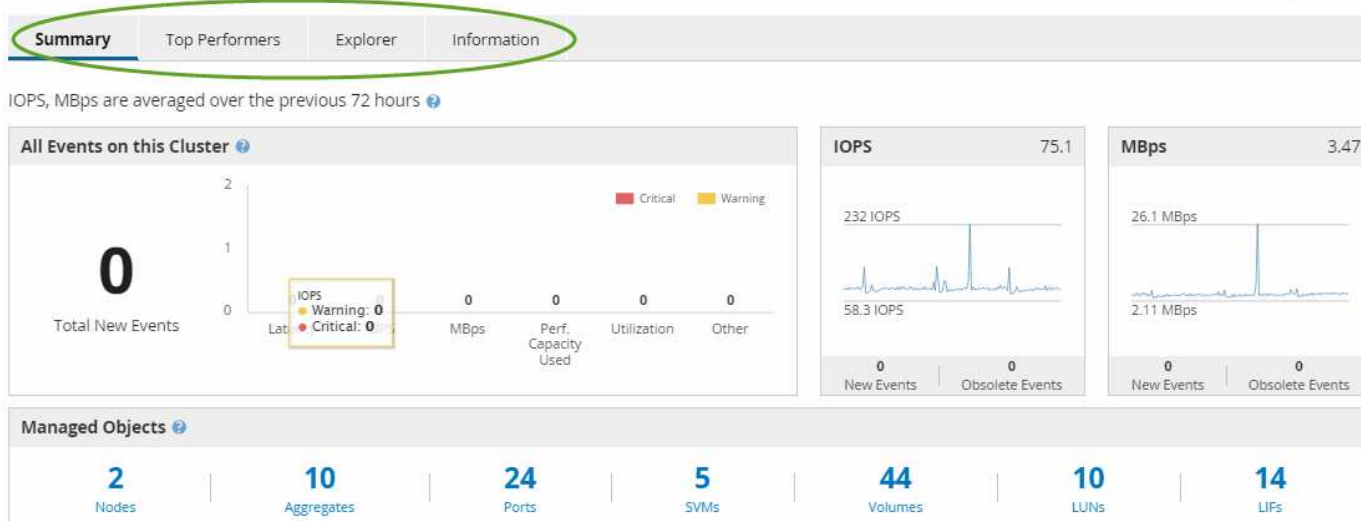 Summary Top Performers Explorer Information
IOPS, MBps are averaged over the previous 72 hours
All Events on this Cluster
0
Total New Events
2
1
0
Critical Warning
IOPS
Warning: 0
Critical: 0
0 0 0 0
MBps Perf. Capacity Used Utilization Other
IOPS 75.1
232 IOPS
58.3 IOPS
0 0
New Events Obsolete Events
MBps 3.47
26.1 MBps
2.11 MBps
0 0
New Events Obsolete Events
Managed Objects
2 10 24 5 44 10 14
Nodes Aggregates Ports SVMs Volumes LUNs LIFs